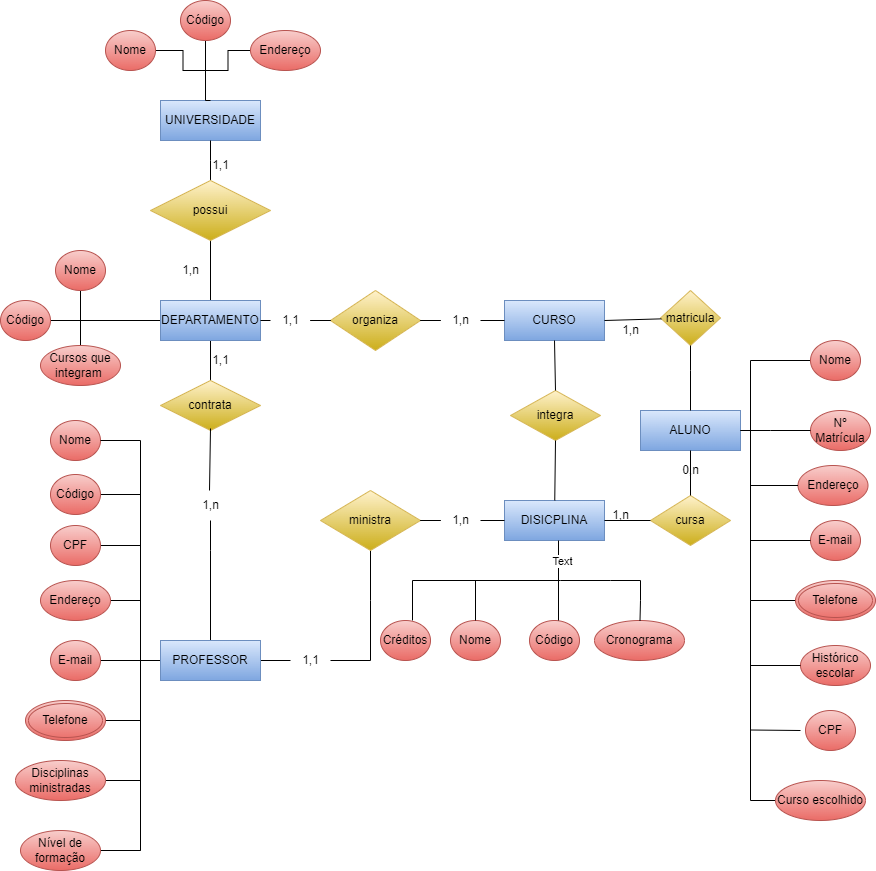 Código
Nome
Endereço
UNIVERSIDADE
1,1
possui
1,n
Nome
Código
Cursos que
integram
DEPARTAMENTO
1,1
organiza
1,n
CURSO
1,n
matricula
1,1
contrata
1,n
integra
ALUNO
0,n
cursa
1,n
DISICPLINA
1,n
ministra
Text
Créditos
Nome
Código
Cronograma
Nome
Código
CPF
Endereço
E-mail
Telefone
Disciplinas
ministradas
Nível de
formação
PROFESSOR
1,1
Nome
Nº
Matrícula
Endereço
E-mail
Telefone
Histórico
escolar
CPF
Curso escolhido